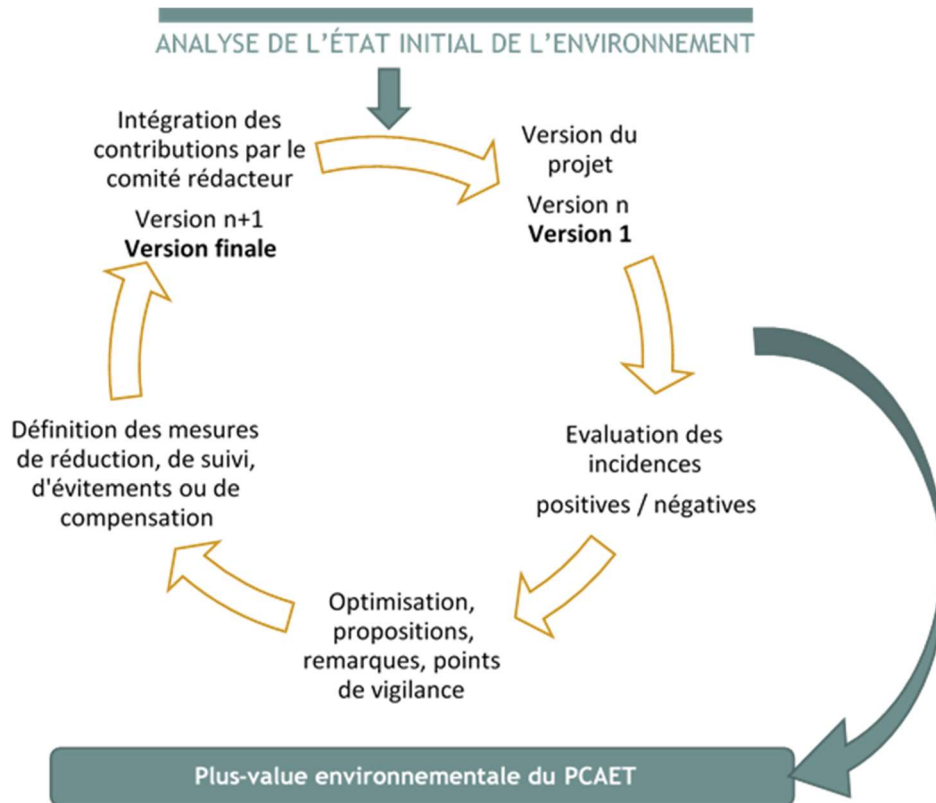 ANALYSE DE L'ÉTAT INITIAL DE L'ENVIRONNEMENT
Intégration des
contributions par le
comité rédacteur
Version n+1
Version finale
Version du
projet
Version n
Version 1
Evaluation des
incidences
positives / négatives
Optimisation,
propositions,
remarques, points
de vigilance
Définition des mesures
de réduction, de suivi,
d'évitements ou de
compensation
Plus-value environnementale du PCAET